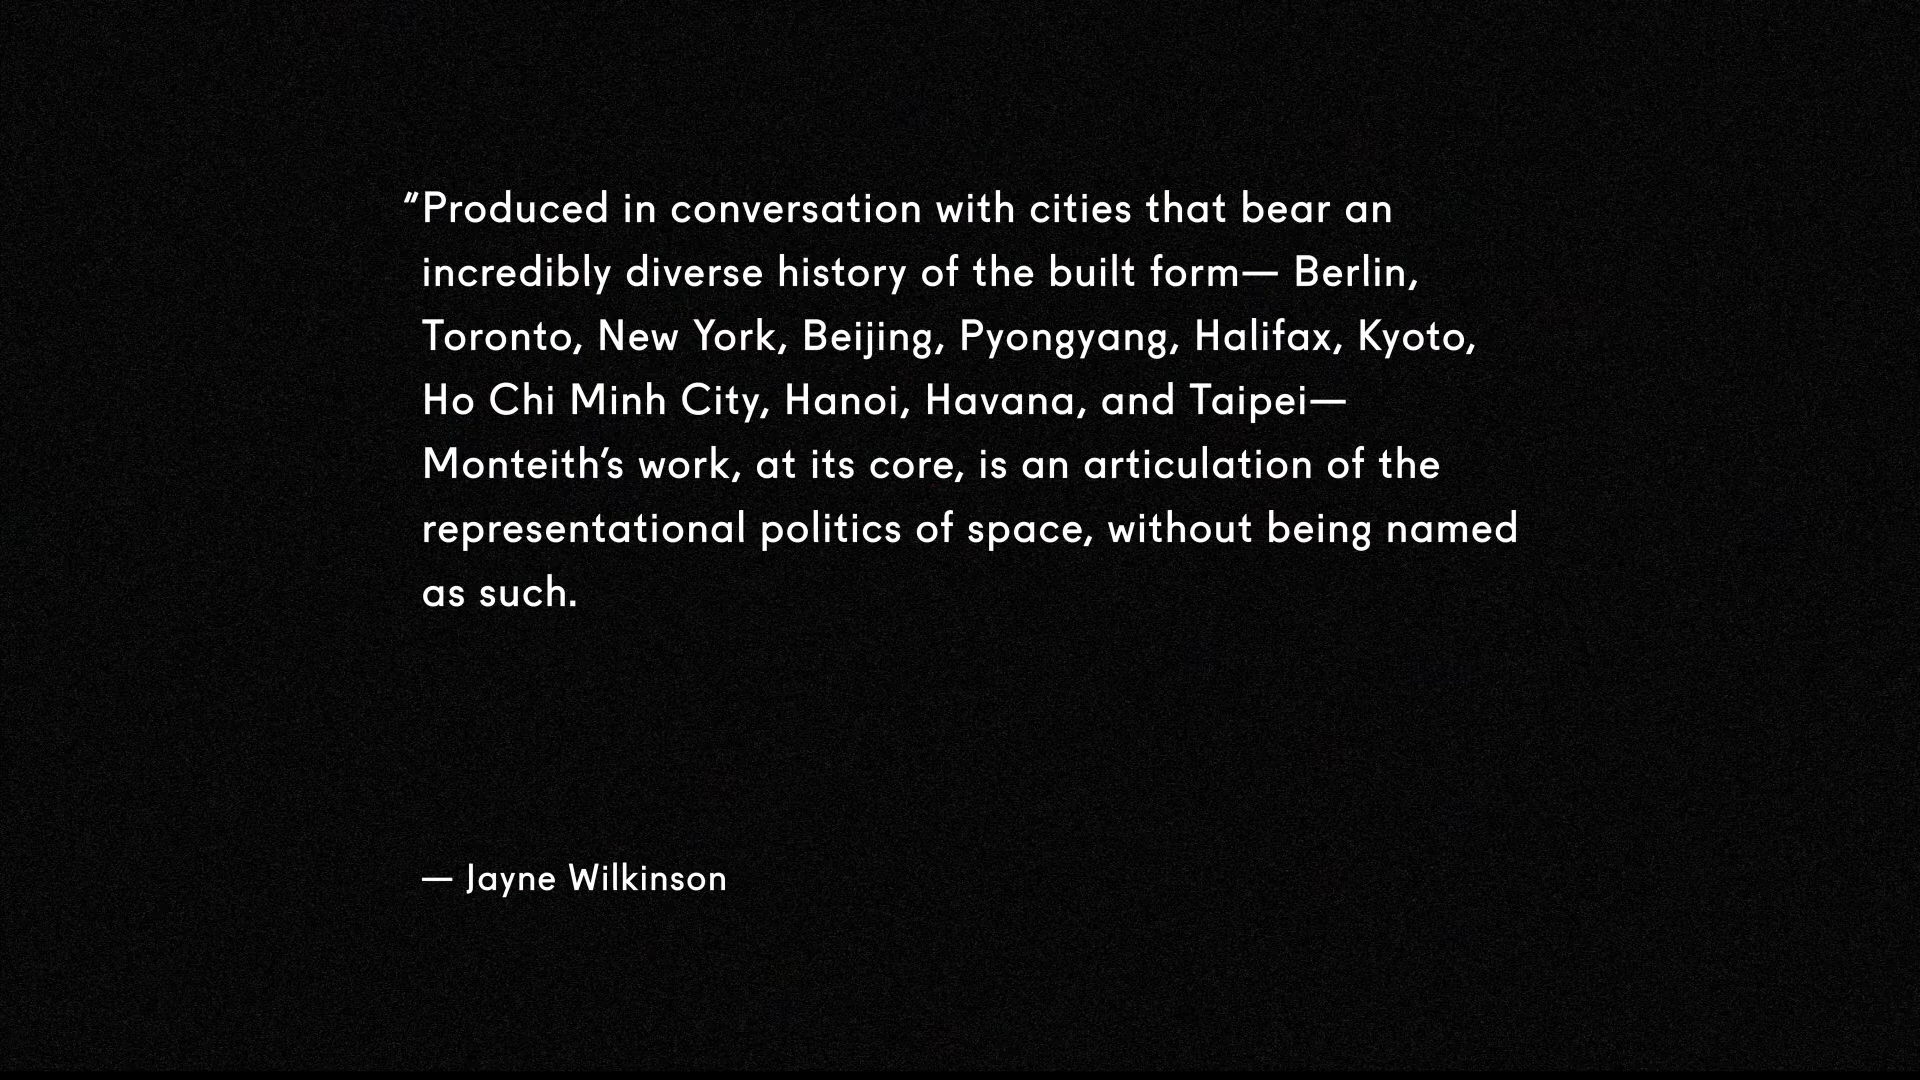 “Produced in conversation with cities that bear an
incredibly diverse history of the built form— Berlin,
Toronto, New York, Beijing, Pyongyang, Halifax, Kyoto,
Ho Chi Minh City, Hanoi, Havana, and Taipei—
Monteith’s work, at its core, is an articulation of the
representational politics of space, without being named
as such.
— Jayne Wilkinson